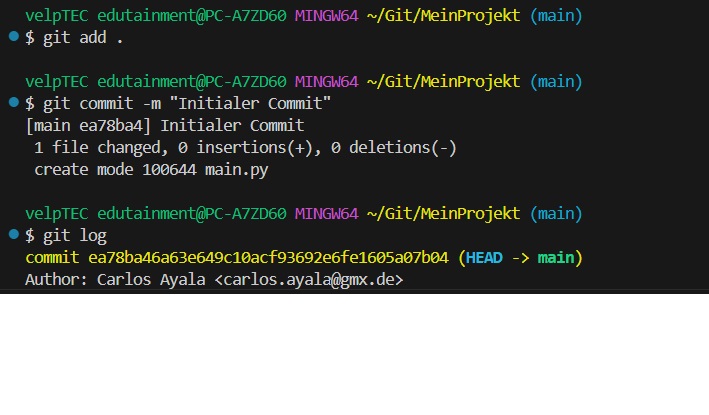 velpTEC edutainment@PC-A7ZD60 MINGW64 ~/Git/MeinProjekt (main)
$ git add .
velpTEC edutainment@PC-A7ZD60 MINGW64 ~/Git/MeinProjekt (main)
$ git commit -m "Initialer Commit"
[main ea78ba4] Initialer Commit
 1 file changed, 0 insertions(+), 0 deletions(-)
 create mode 100644 main.py
velpTEC edutainment@PC-A7ZD60 MINGW64 ~/Git/MeinProjekt (main)
$ git log
commit ea78ba46a63e649c10acf93692e6fe1605a07b04 (HEAD -> main)
Author: Carlos Ayala <carlos.ayala@gmx.de>